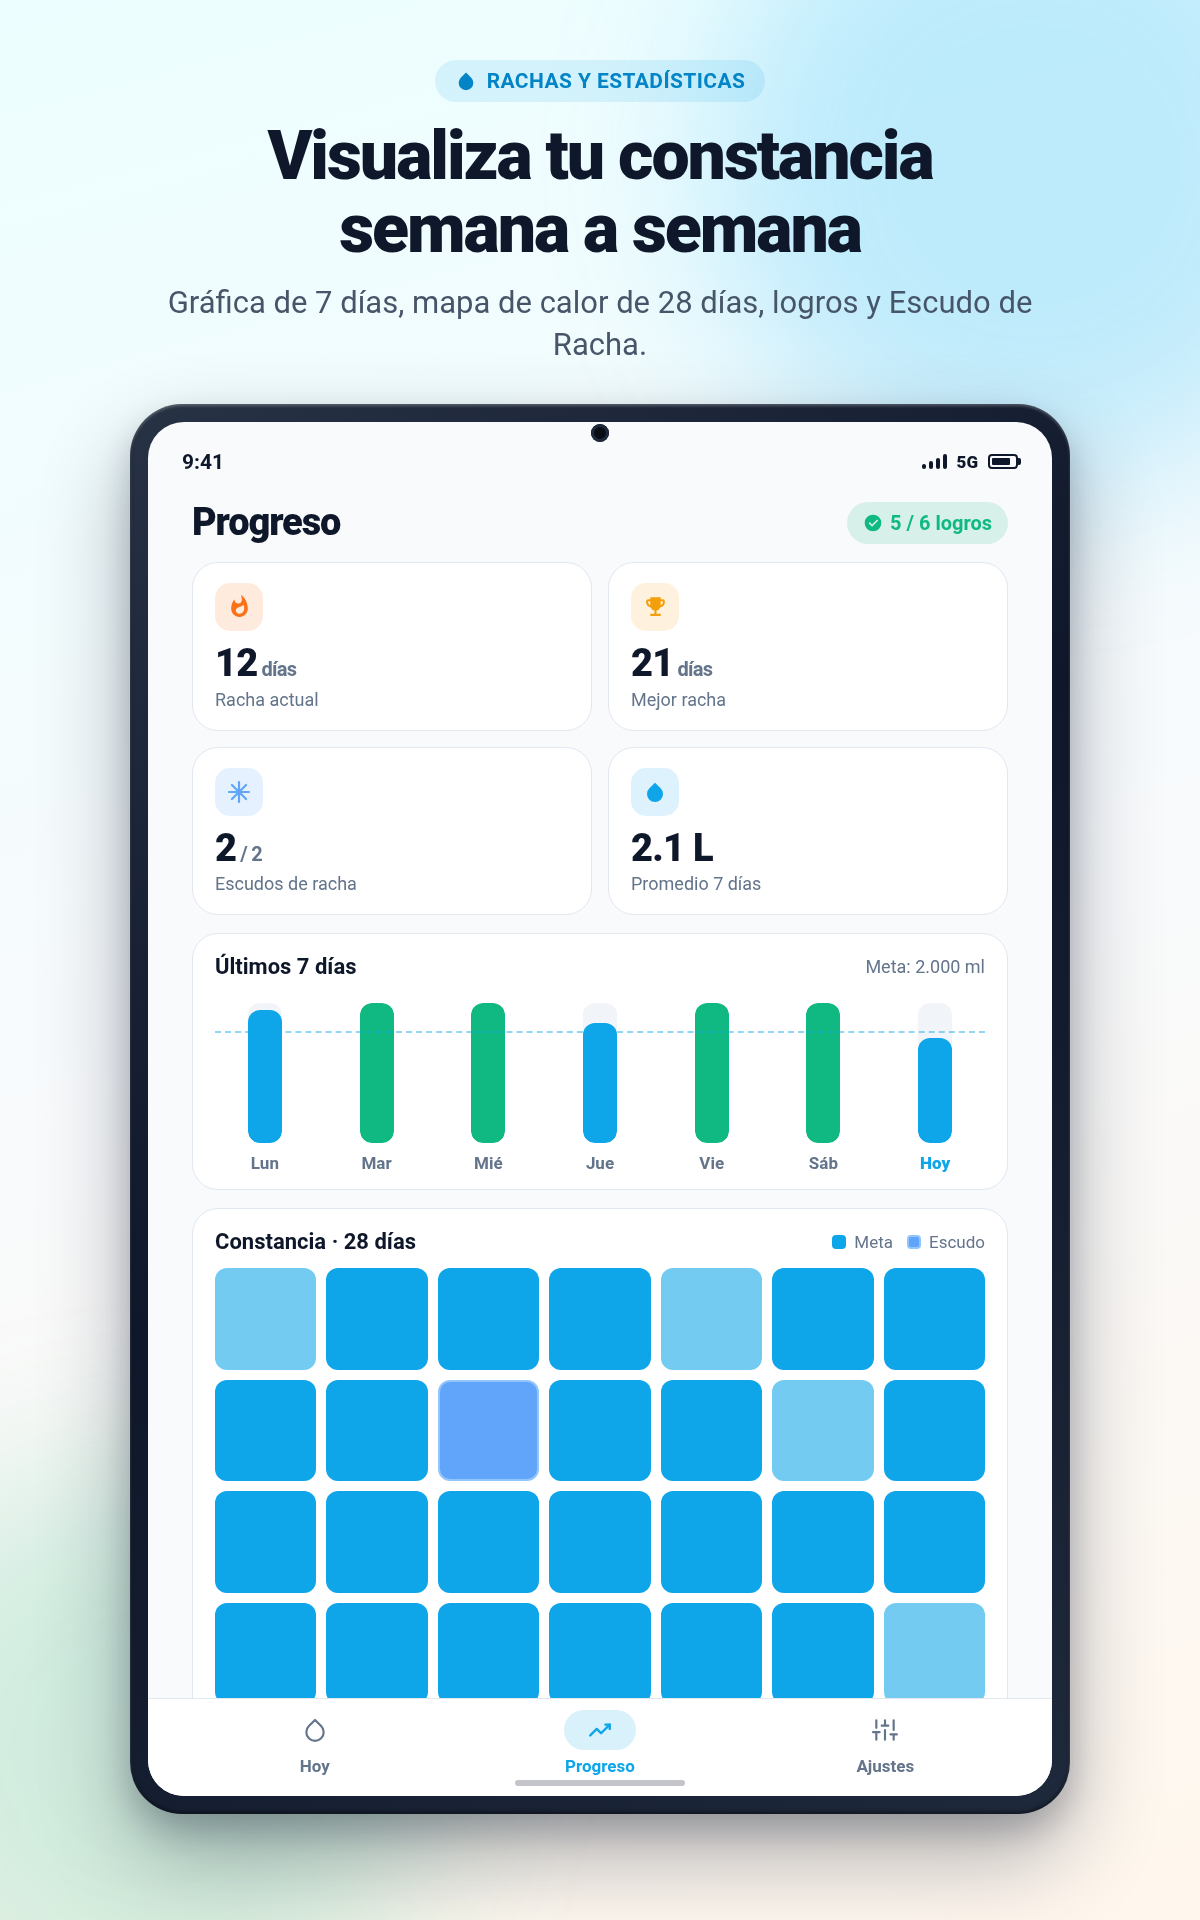 RACHAS Y ESTADÍSTICAS
Visualiza tu constancia
semana a semana
Gráfica de 7 días, mapa de calor de 28 días, logros y Escudo de
Racha.
9:41
5G
Progreso
5 / 6 logros
12 días
Racha actual
21 días
Mejor racha
2 / 2
Escudos de racha
2.1 L
Promedio 7 días
Últimos 7 días
Meta: 2.000 ml
Lun
Mar
Mié
Jue
Vie
Sáb
Hoy
Constancia · 28 días
Meta
Escudo
Hoy
Progreso
Ajustes